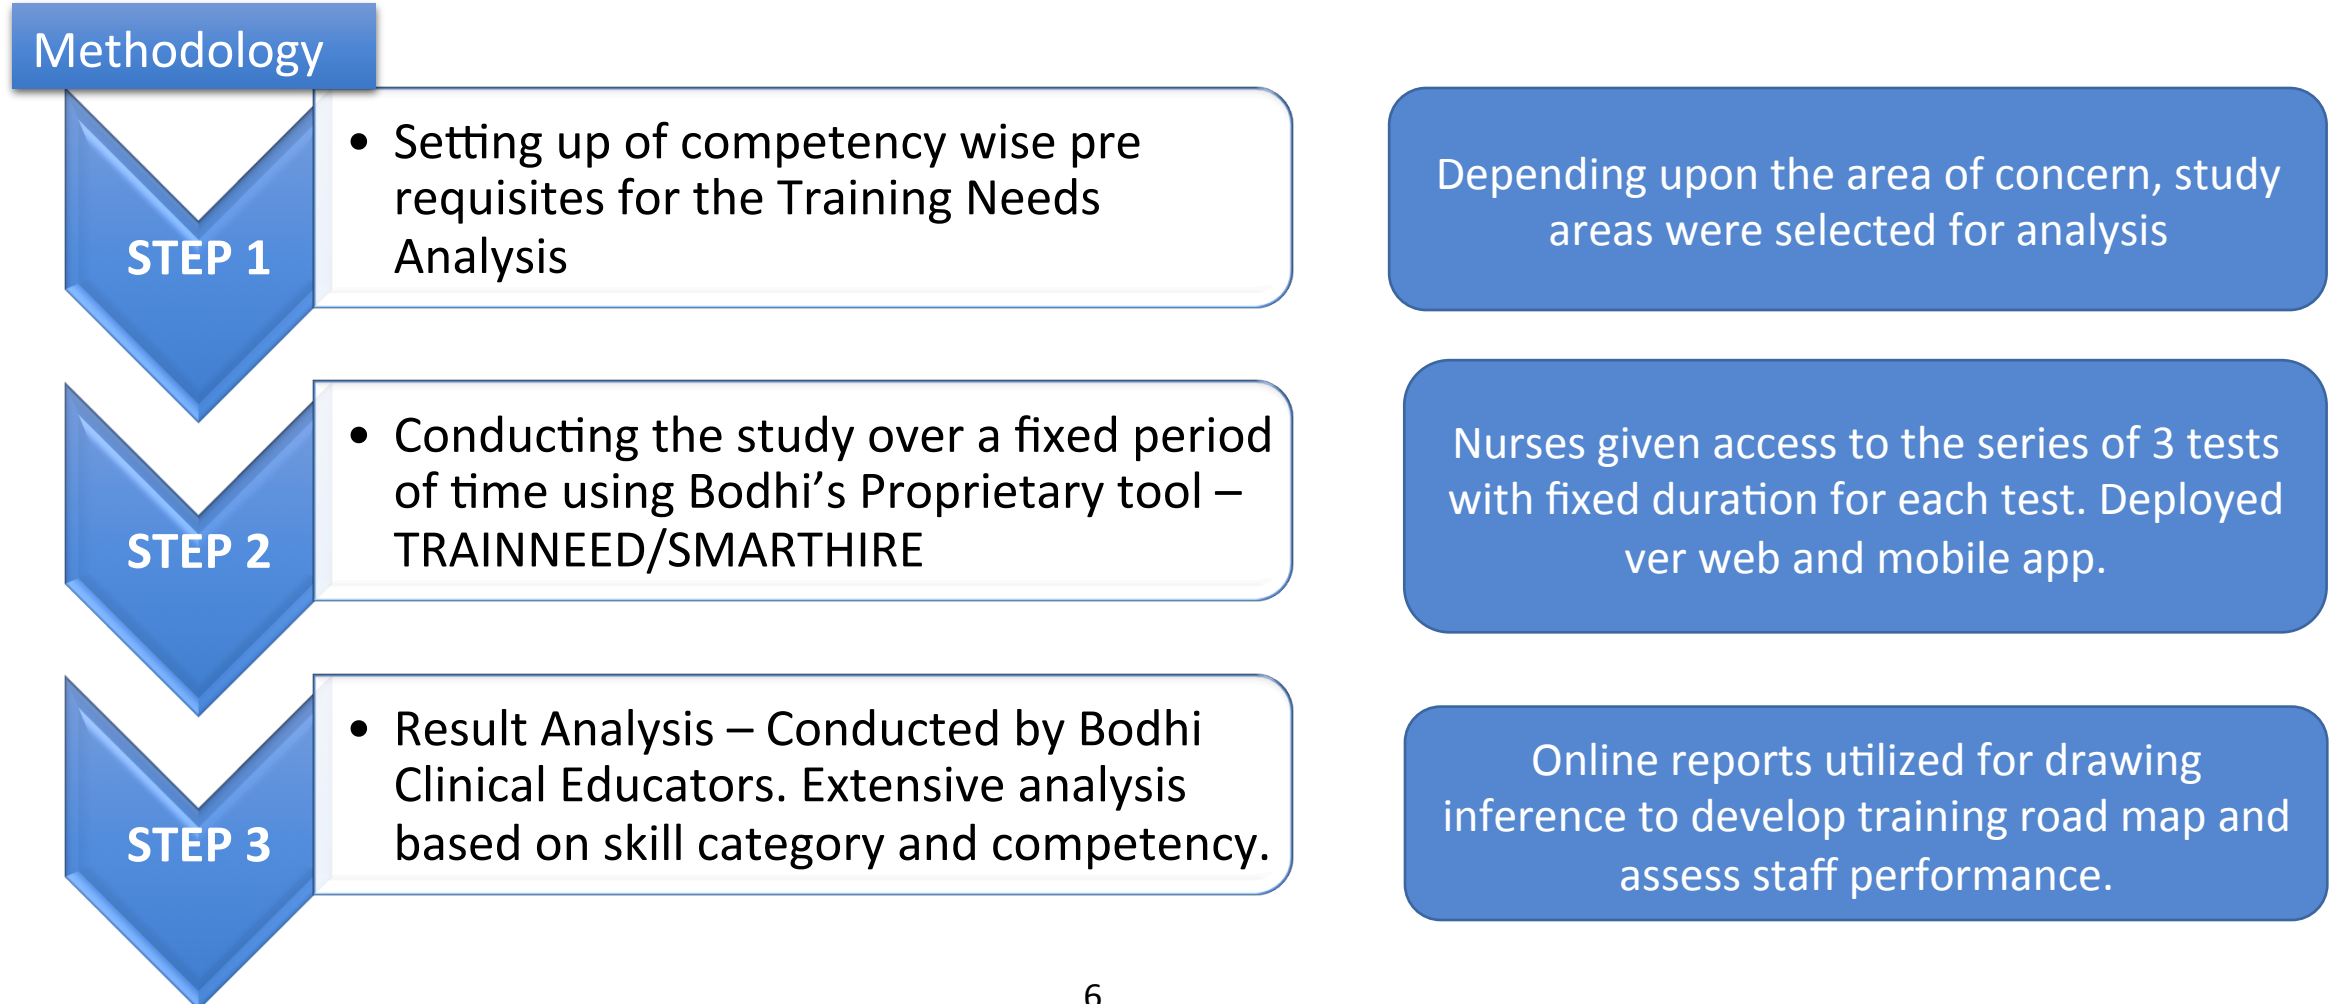 Methodology
STEP 1
• Setting up of competency wise pre
requisites for the Training Needs
Analysis
Depending upon the area of concern, study
areas were selected for analysis
STEP 2
• Conducting the study over a fixed period
of time using Bodhi’s Proprietary tool –
TRAINNEED/SMARTHIRE
Nurses given access to the series of 3 tests
with fixed duration for each test. Deployed
ver web and mobile app.
STEP 3
• Result Analysis – Conducted by Bodhi
Clinical Educators. Extensive analysis
based on skill category and competency.
Online reports utilized for drawing
inference to develop training road map and
assess staff performance.
6